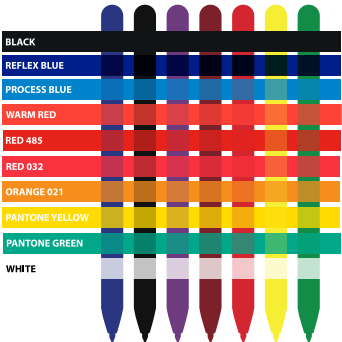 BLACK
REFLEX BLUE
PROCESS BLUE
WARM RED
RED 485
RED 032
ORANGE 021
PANTONE YELLOW
PANTONE GREEN
WHITE